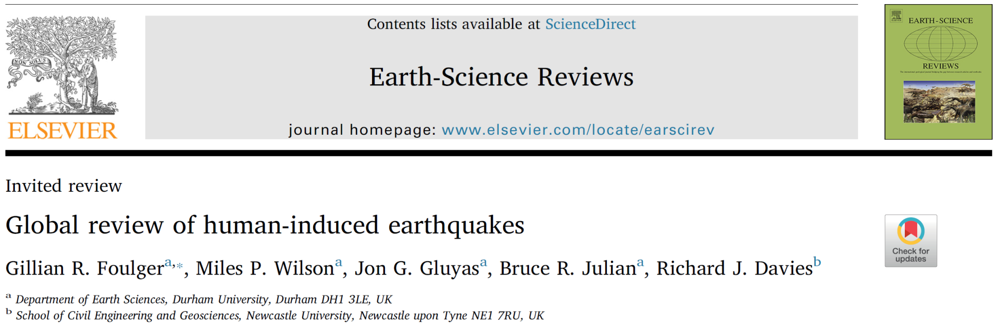 Contents lists available at ScienceDirect
Earth-Science Reviews
journal homepage: www.elsevier.com/locate/earscirev
NON SOLUS
ELSEVIER
EARTH-SCIENCE
REVIEWS
Invited review
Global review of human-induced earthquakes
Gillian R. Foulger^a,*, Miles P. Wilson^a, Jon G. Gluyas^a, Bruce R. Julian^a, Richard J. Davies^b
^a Department of Earth Sciences, Durham University, Durham DH1 3LE, UK
^b School of Civil Engineering and Geosciences, Newcastle University, Newcastle upon Tyne NE1 7RU, UK
Check for
updates